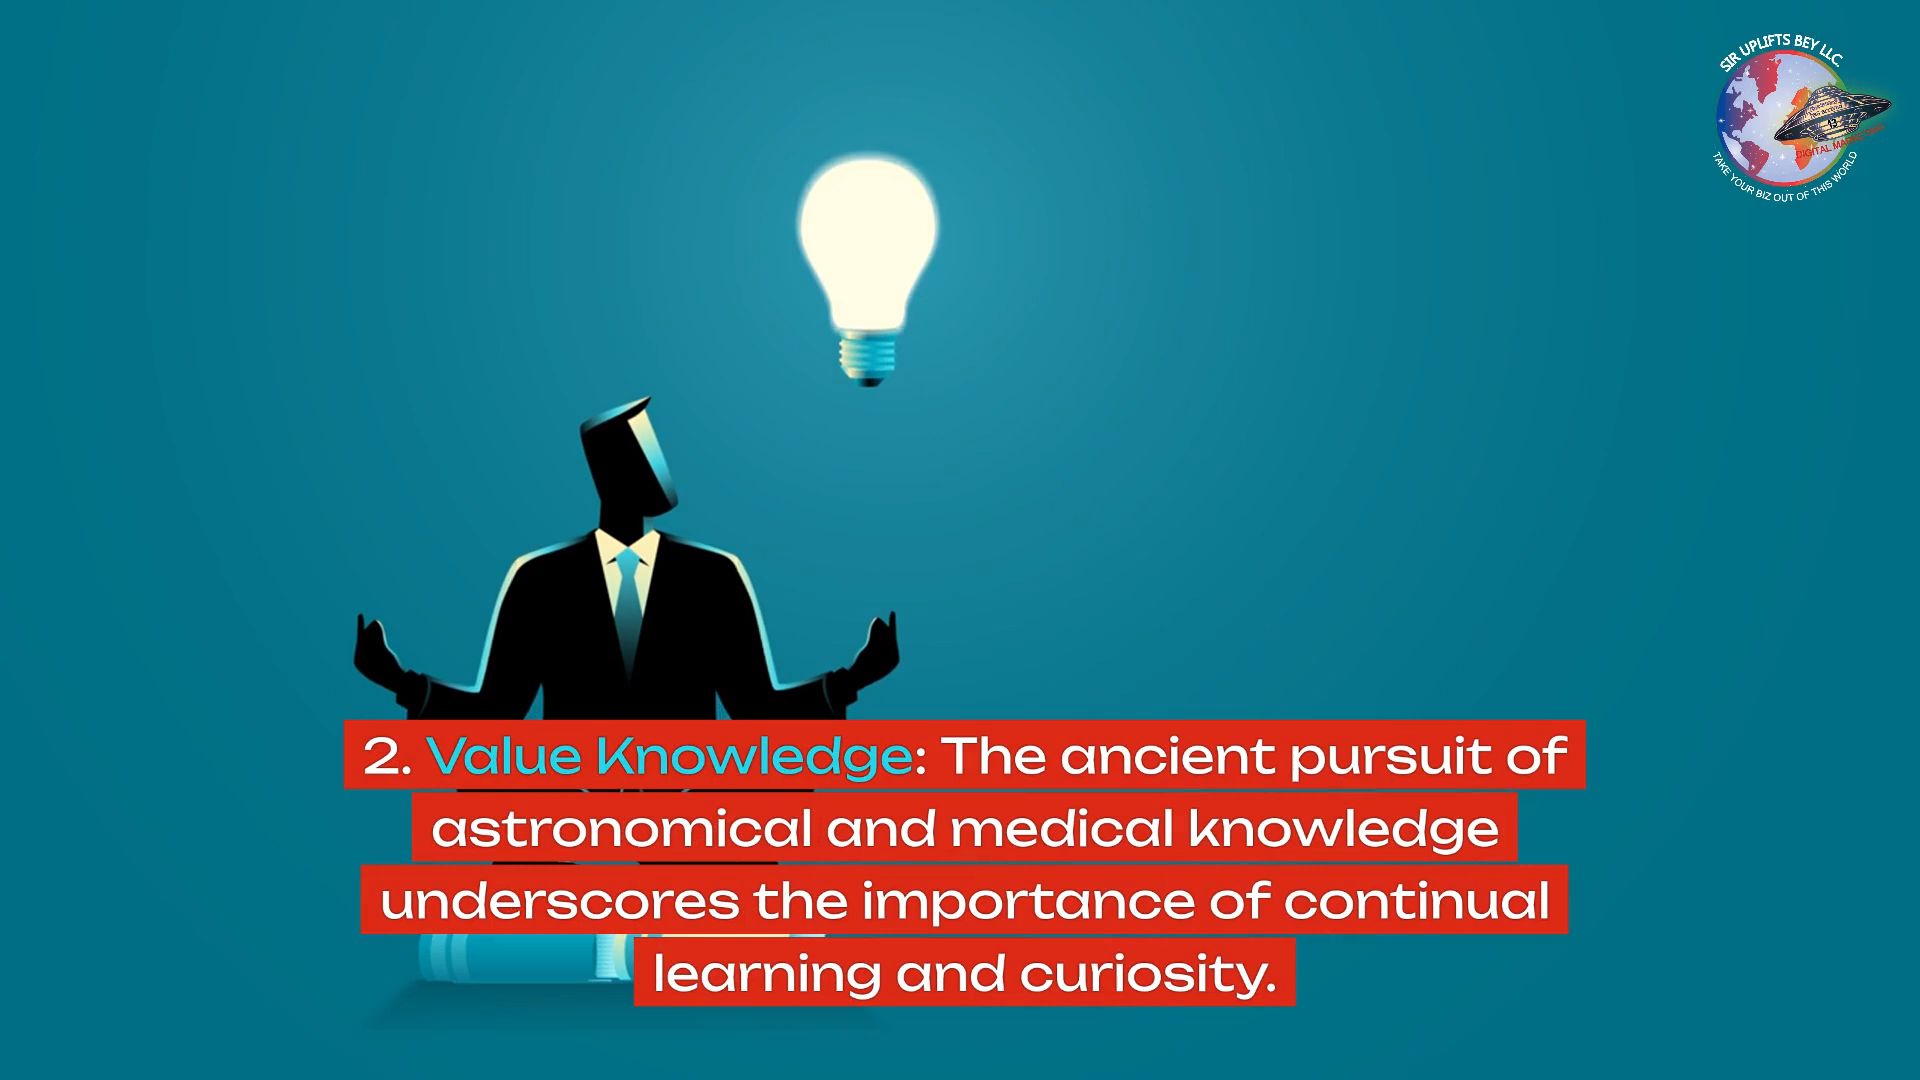 SIR UPLIFTS BEY LLC.
DIGITAL MARKETING
TAKE YOUR BIZ OUT OF THIS WORLD
2. Value Knowledge: The ancient pursuit of
astronomical and medical knowledge
underscores the importance of continual
learning and curiosity.